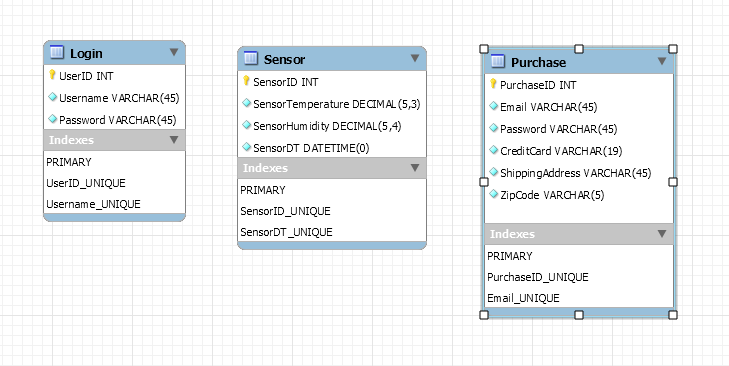 Login
UserID INT
Username VARCHAR(45)
Password VARCHAR(45)
Indexes
PRIMARY
UserID_UNIQUE
Username_UNIQUE
Sensor
SensorID INT
SensorTemperature DECIMAL(5,3)
SensorHumidity DECIMAL(5,4)
SensorDT DATETIME(0)
Indexes
PRIMARY
SensorID_UNIQUE
SensorDT_UNIQUE
Purchase
PurchaseID INT
Email VARCHAR(45)
Password VARCHAR(45)
CreditCard VARCHAR(19)
ShippingAddress VARCHAR(45)
ZipCode VARCHAR(5)
Indexes
PRIMARY
PurchaseID_UNIQUE
Email_UNIQUE